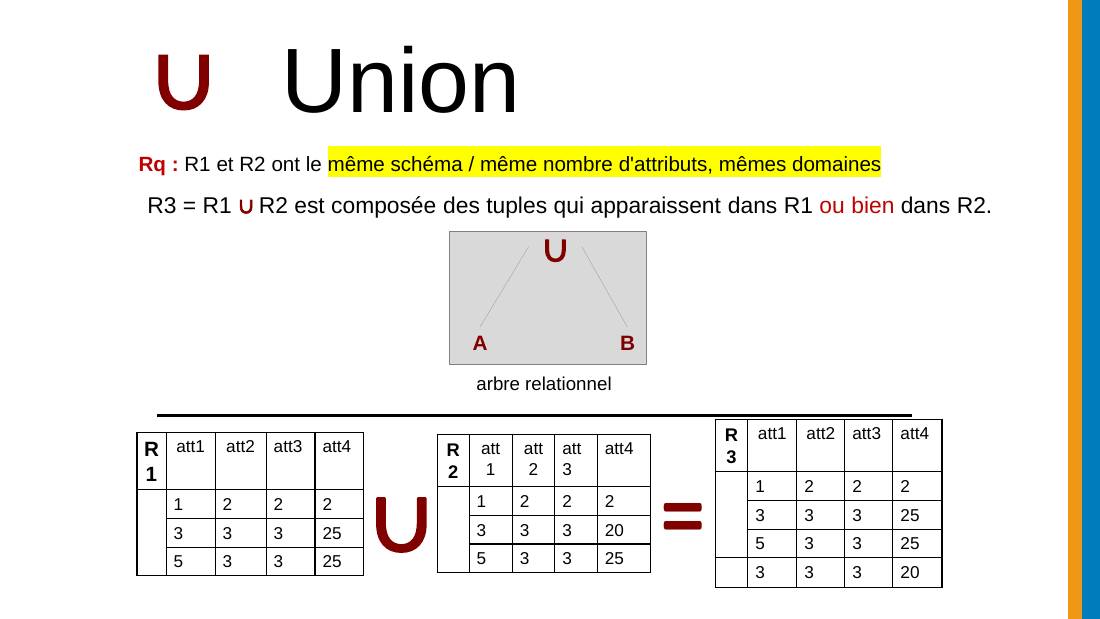 ∪ Union
Rq : R1 et R2 ont le même schéma / même nombre d'attributs, mêmes domaines
R3 = R1 ∪ R2 est composée des tuples qui apparaissent dans R1 ou bien dans R2.
∪
A B
arbre relationnel
R1 att1 att2 att3 att4
1 2 2 2
3 3 3 25
5 3 3 25
∪
R2 att1 att2 att3 att4
1 2 2 2
3 3 3 20
5 3 3 25
=
R3 att1 att2 att3 att4
1 2 2 2
3 3 3 25
5 3 3 25
3 3 3 20